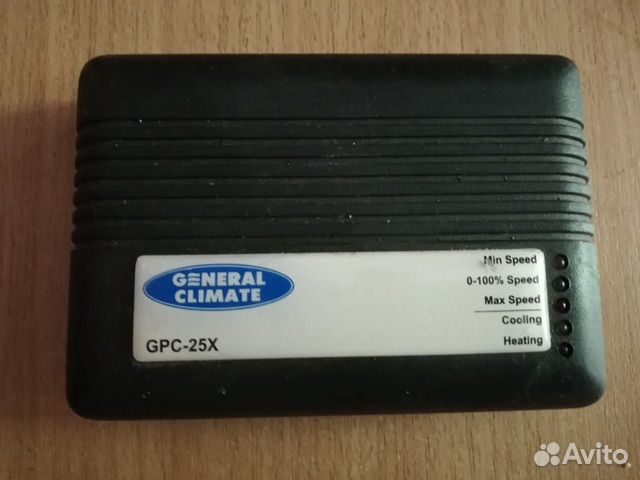 GENERAL
CLIMATE
GPC-25X
Min Speed
0-100% Speed
Max Speed
Cooling
Heating
Avito